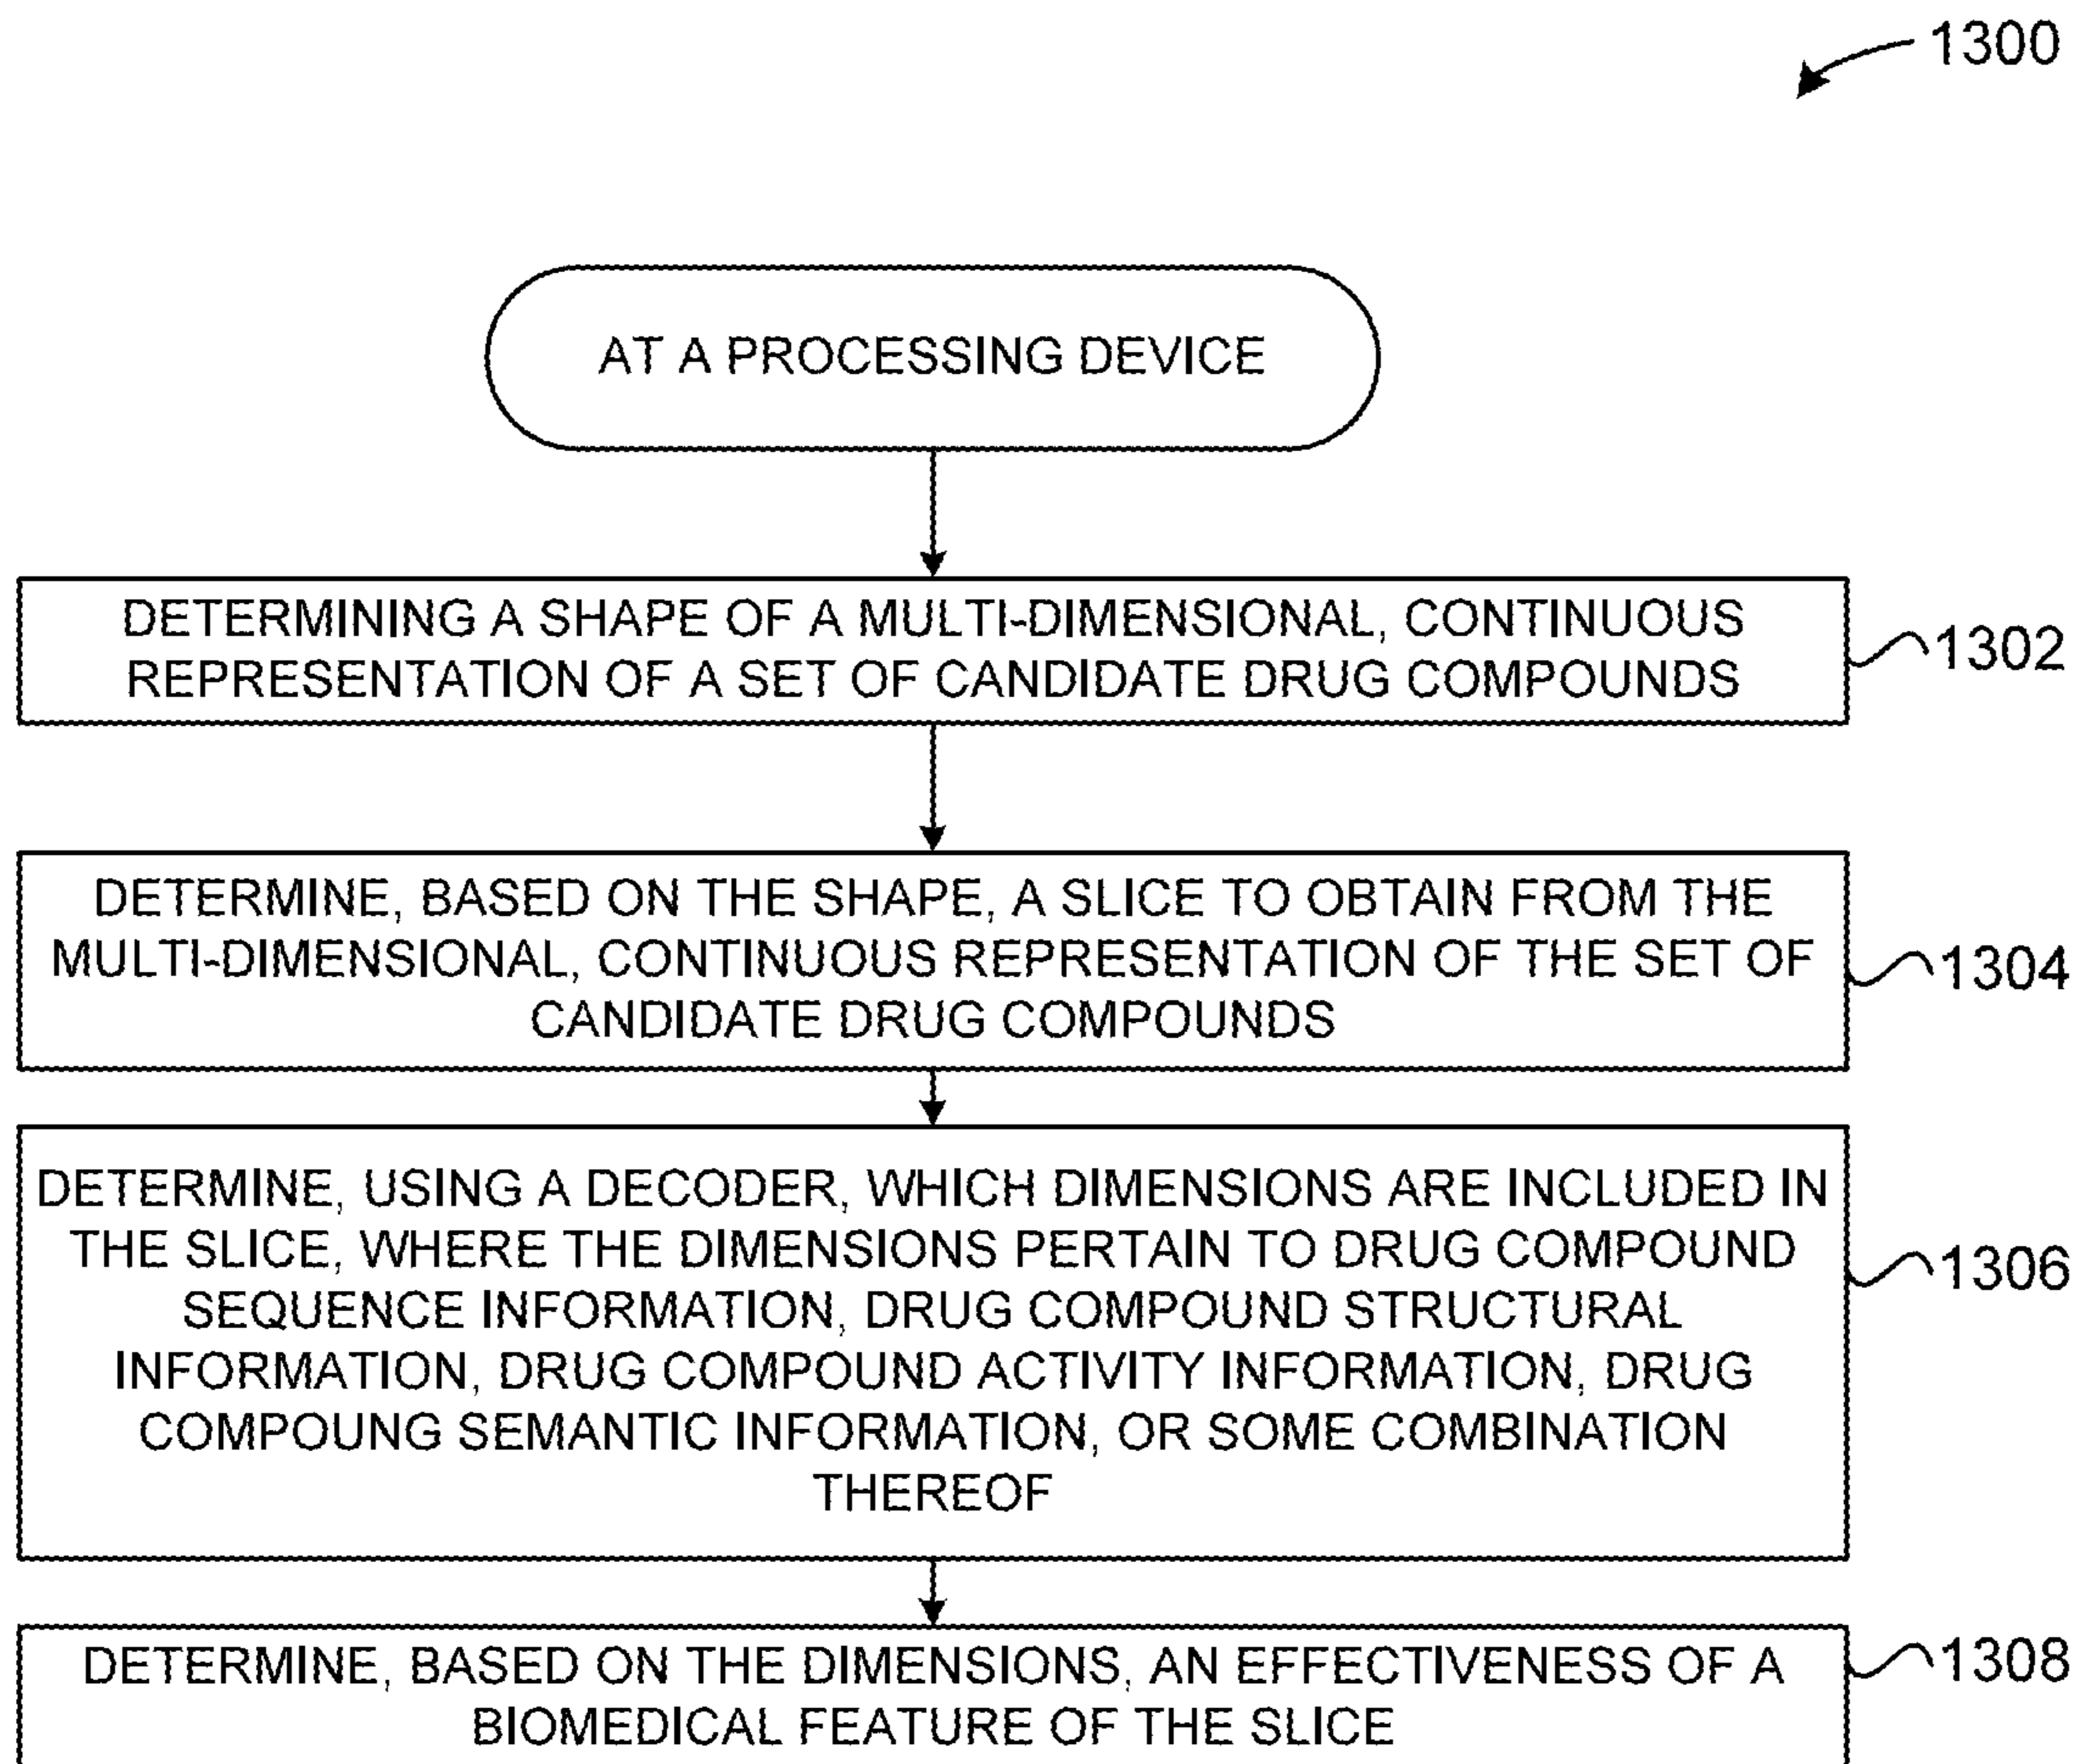 1300
AT A PROCESSING DEVICE
DETERMINING A SHAPE OF A MULTI-DIMENSIONAL, CONTINUOUS
REPRESENTATION OF A SET OF CANDIDATE DRUG COMPOUNDS
1302
DETERMINE, BASED ON THE SHAPE, A SLICE TO OBTAIN FROM THE
MULTI-DIMENSIONAL, CONTINUOUS REPRESENTATION OF THE SET OF
CANDIDATE DRUG COMPOUNDS
1304
DETERMINE, USING A DECODER, WHICH DIMENSIONS ARE INCLUDED IN
THE SLICE, WHERE THE DIMENSIONS PERTAIN TO DRUG COMPOUND
SEQUENCE INFORMATION, DRUG COMPOUND STRUCTURAL
INFORMATION, DRUG COMPOUND ACTIVITY INFORMATION, DRUG
COMPOUNG SEMANTIC INFORMATION, OR SOME COMBINATION
THEREOF
1306
DETERMINE, BASED ON THE DIMENSIONS, AN EFFECTIVENESS OF A
BIOMEDICAL FEATURE OF THE SLICE
1308